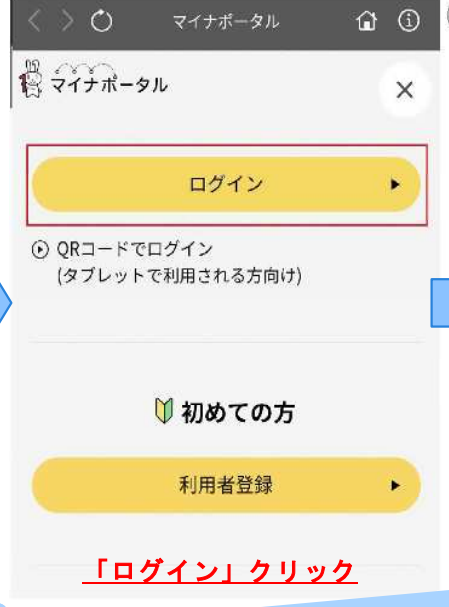 マイナポータル
マイナポータル
ログイン
QRコードでログイン
(タブレットで利用される方向け)
初めての方
利用者登録
「ログイン」クリック